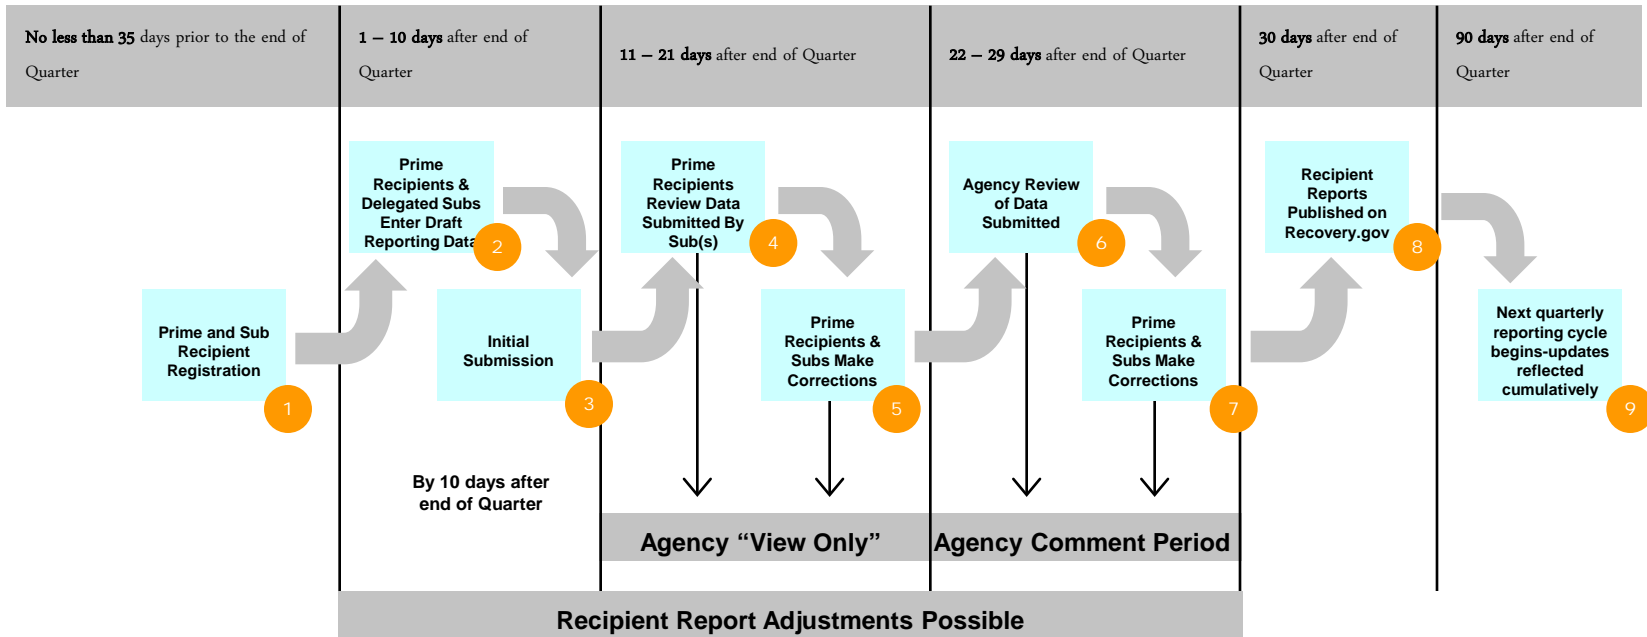 No less than 35 days prior to the end of
Quarter
1 – 10 days after end of
Quarter
11 – 21 days after end of Quarter
22 – 29 days after end of Quarter
30 days after end of
Quarter
90 days after end of
Quarter
Prime and Sub
Recipient
Registration
1
Prime
Recipients &
Delegated Subs
Enter Draft
Reporting Data
2
Initial
Submission
3
By 10 days after
end of Quarter
Prime
Recipients
Review Data
Submitted By
Sub(s)
4
Prime
Recipients &
Subs Make
Corrections
5
Agency Review
of Data
Submitted
6
Prime
Recipients &
Subs Make
Corrections
7
Recipient
Reports
Published on
Recovery.gov
8
Next quarterly
reporting cycle
begins-updates
reflected
cumulatively
9
Agency “View Only”
Agency Comment Period
Recipient Report Adjustments Possible